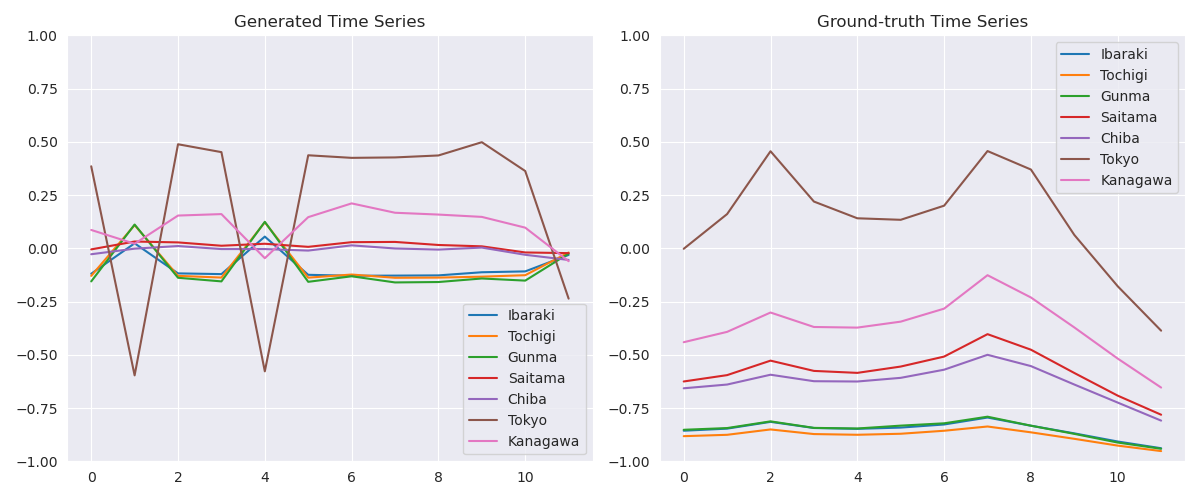 Generated Time Series
1.00
0.75
0.50
0.25
0.00
−0.25
−0.50
−0.75
−1.00
0 2 4 6 8 10
Ibaraki
Tochigi
Gunma
Saitama
Chiba
Tokyo
Kanagawa
Ground-truth Time Series
1.00
0.75
0.50
0.25
0.00
−0.25
−0.50
−0.75
−1.00
0 2 4 6 8 10
Ibaraki
Tochigi
Gunma
Saitama
Chiba
Tokyo
Kanagawa